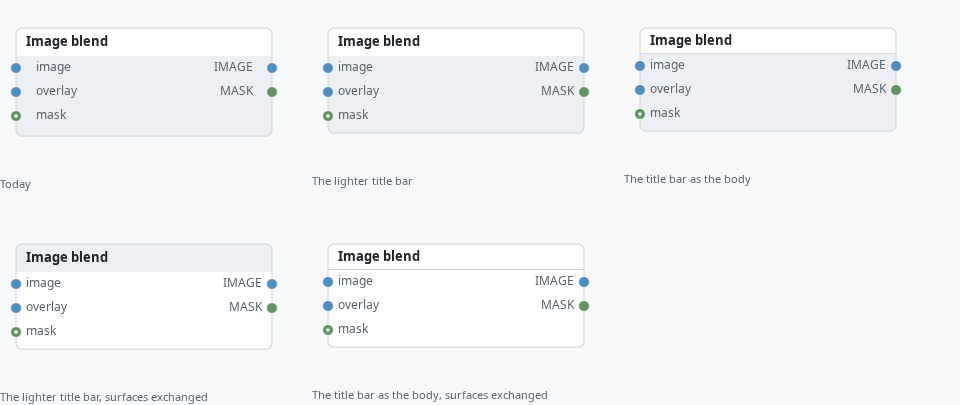 Image blend
image IMAGE
overlay MASK
mask
Today
Image blend
image IMAGE
overlay MASK
mask
The lighter title bar
Image blend
image IMAGE
overlay MASK
mask
The title bar as the body
Image blend
image IMAGE
overlay MASK
mask
The lighter title bar, surfaces exchanged
Image blend
image IMAGE
overlay MASK
mask
The title bar as the body, surfaces exchanged